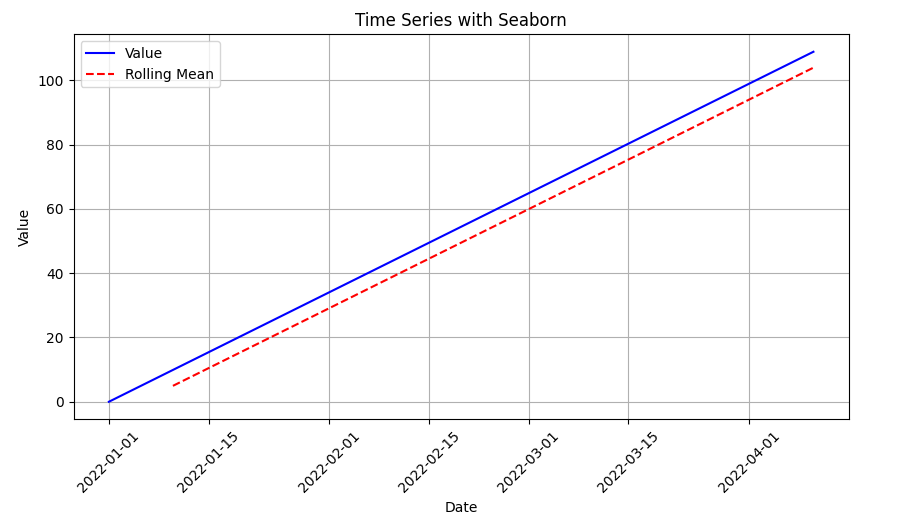 Time Series with Seaborn
Value
Rolling Mean
Value
100
80
60
40
20
0
2022-01-01
2022-01-15
2022-02-01
2022-02-15
2022-03-01
2022-03-15
2022-04-01
Date